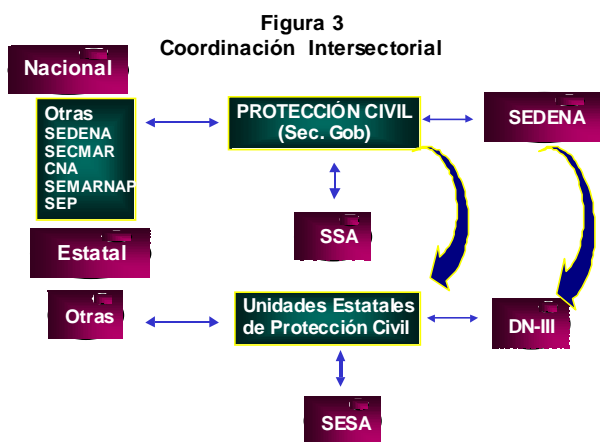 Figura 3
Coordinación Intersectorial
Nacional
Otras
SEDENA
SECMAR
CNA
SEMARNAP
SEP
PROTECCIÓN CIVIL
(Sec. Gob)
SEDENA
SSA
Estatal
Otras
Unidades Estatales
de Protección Civil
DN-III
SESA